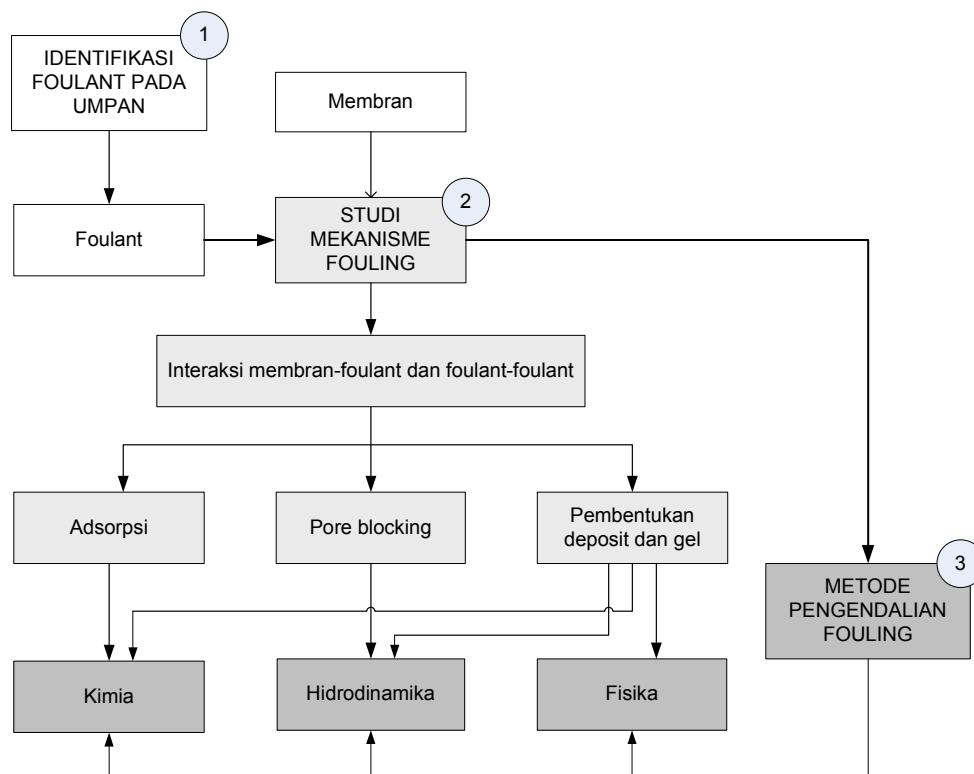 1
IDENTIFIKASI
FOULANT PADA
UMPAN
Membran
Foulant
2
STUDI
MEKANISME
FOULING
Interaksi membran-foulant dan foulant-foulant
Adsorpsi
Pore blocking
Pembentukan
deposit dan gel
3
METODE
PENGENDALIAN
FOULING
Kimia
Hidrodinamika
Fisika